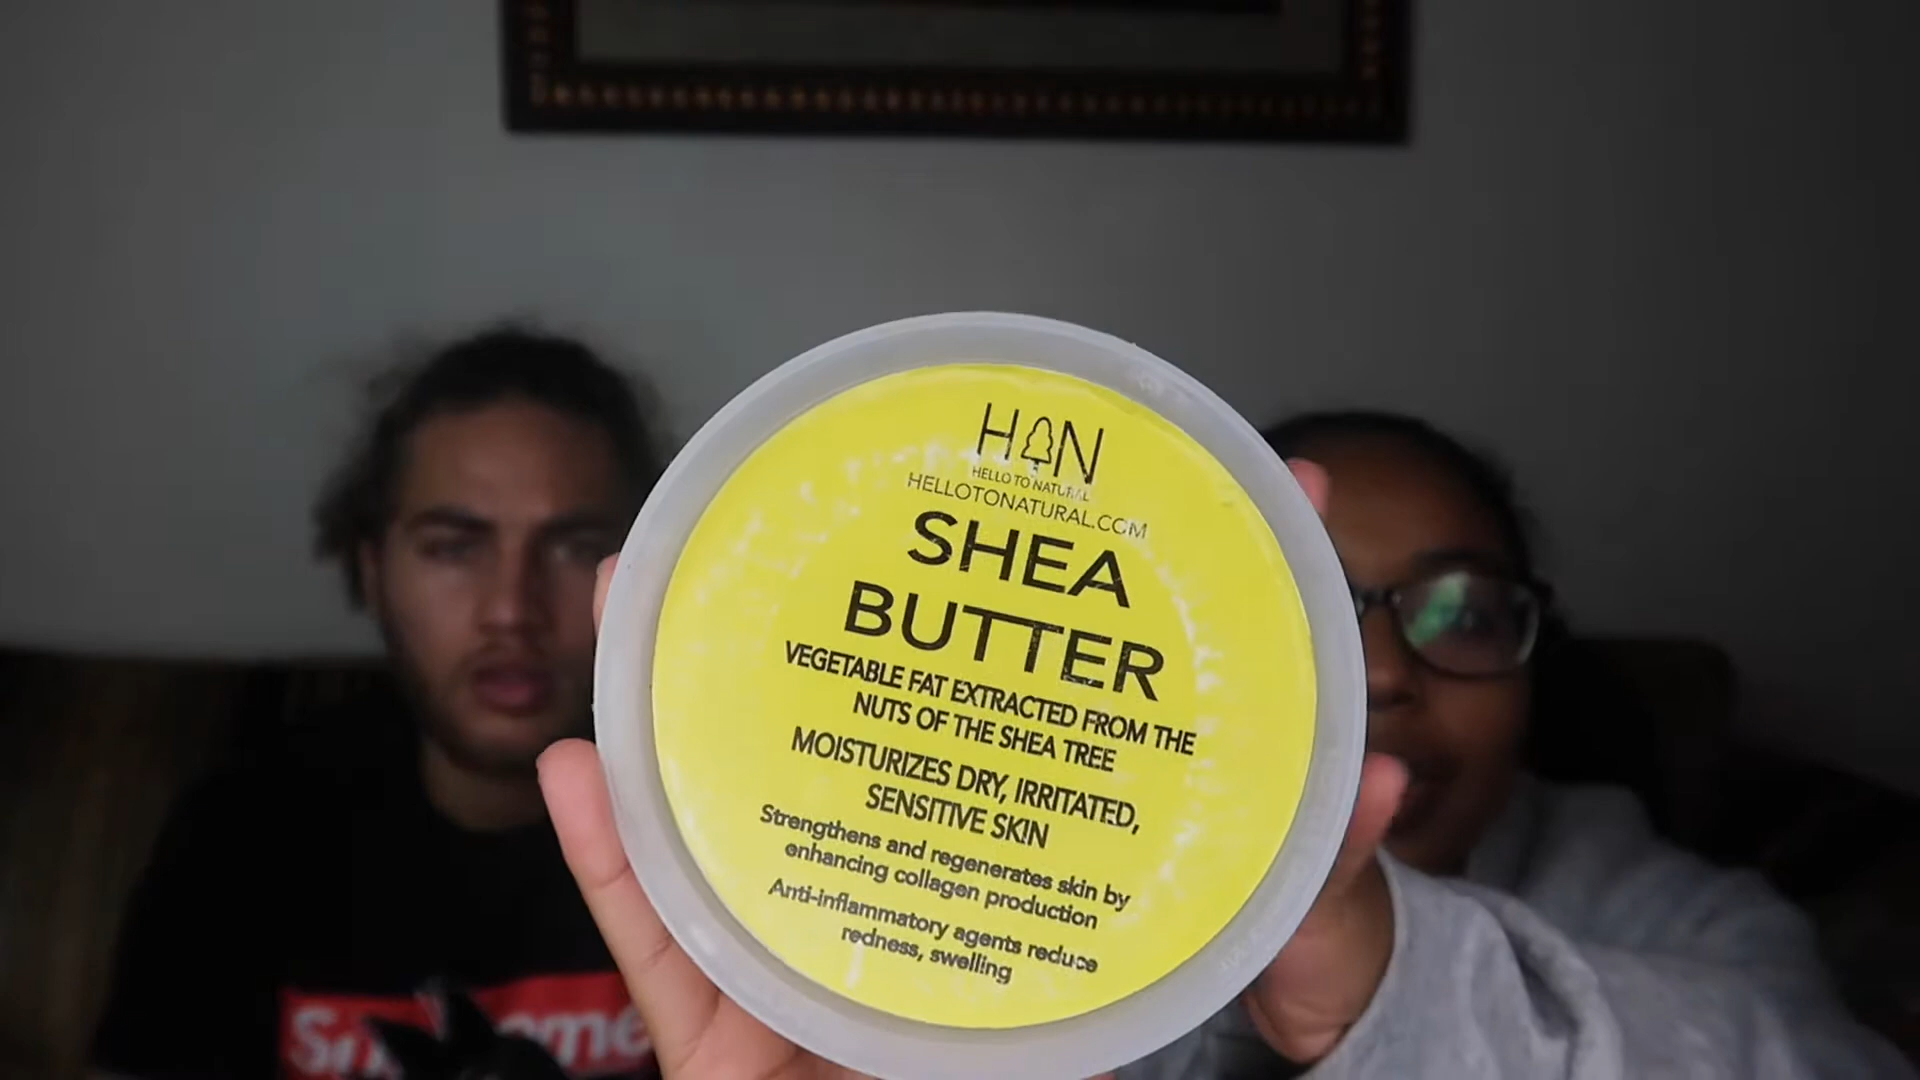 HN
HELLO TO NATURAL
HELLOTONATURAL.COM
SHEA
BUTTER
VEGETABLE FAT EXTRACTED FROM THE
NUTS OF THE SHEA TREE
MOISTURIZES DRY, IRRITATED,
SENSITIVE SKIN
Strengthens and regenerates skin by
enhancing collagen production
Anti-inflammatory agents reduce
redness, swelling